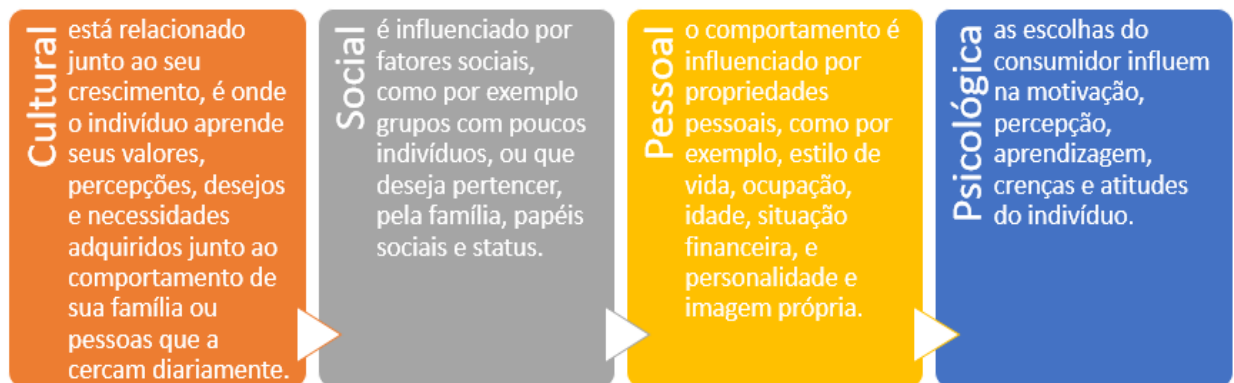 Cultural
está relacionado
junto ao seu
crescimento, é onde
o indivíduo aprende
seus valores,
percepções, desejos
e necessidades
adquiridos junto ao
comportamento de
sua família ou
pessoas que a
cercam diariamente.
Social
é influenciado por
fatores sociais,
como por exemplo
grupos com poucos
indivíduos, ou que
deseja pertencer,
pela família, papéis
sociais e status.
Pessoal
o comportamento é
influenciado por
propriedades
pessoais, como por
exemplo, estilo de
vida, ocupação,
idade, situação
financeira, e
personalidade e
imagem própria.
Psicológica
as escolhas do
consumidor influem
na motivação,
percepção,
aprendizagem,
crenças e atitudes
do indivíduo.